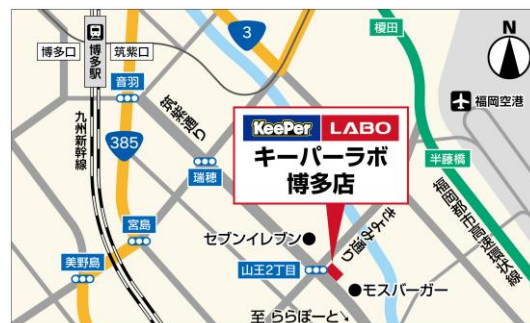 3
榎田
N
博多口
博多駅
筑紫口
音羽
筑紫通り
福岡空港
385
九州新幹線
KeePer LABO
キーパーラボ
博多店
半藤橋
瑞穂
福岡都市高速環状線
宮島
セブンイレブン
きよみ通り
美野島
山王2丁目
モスバーガー
至 ららぽーと